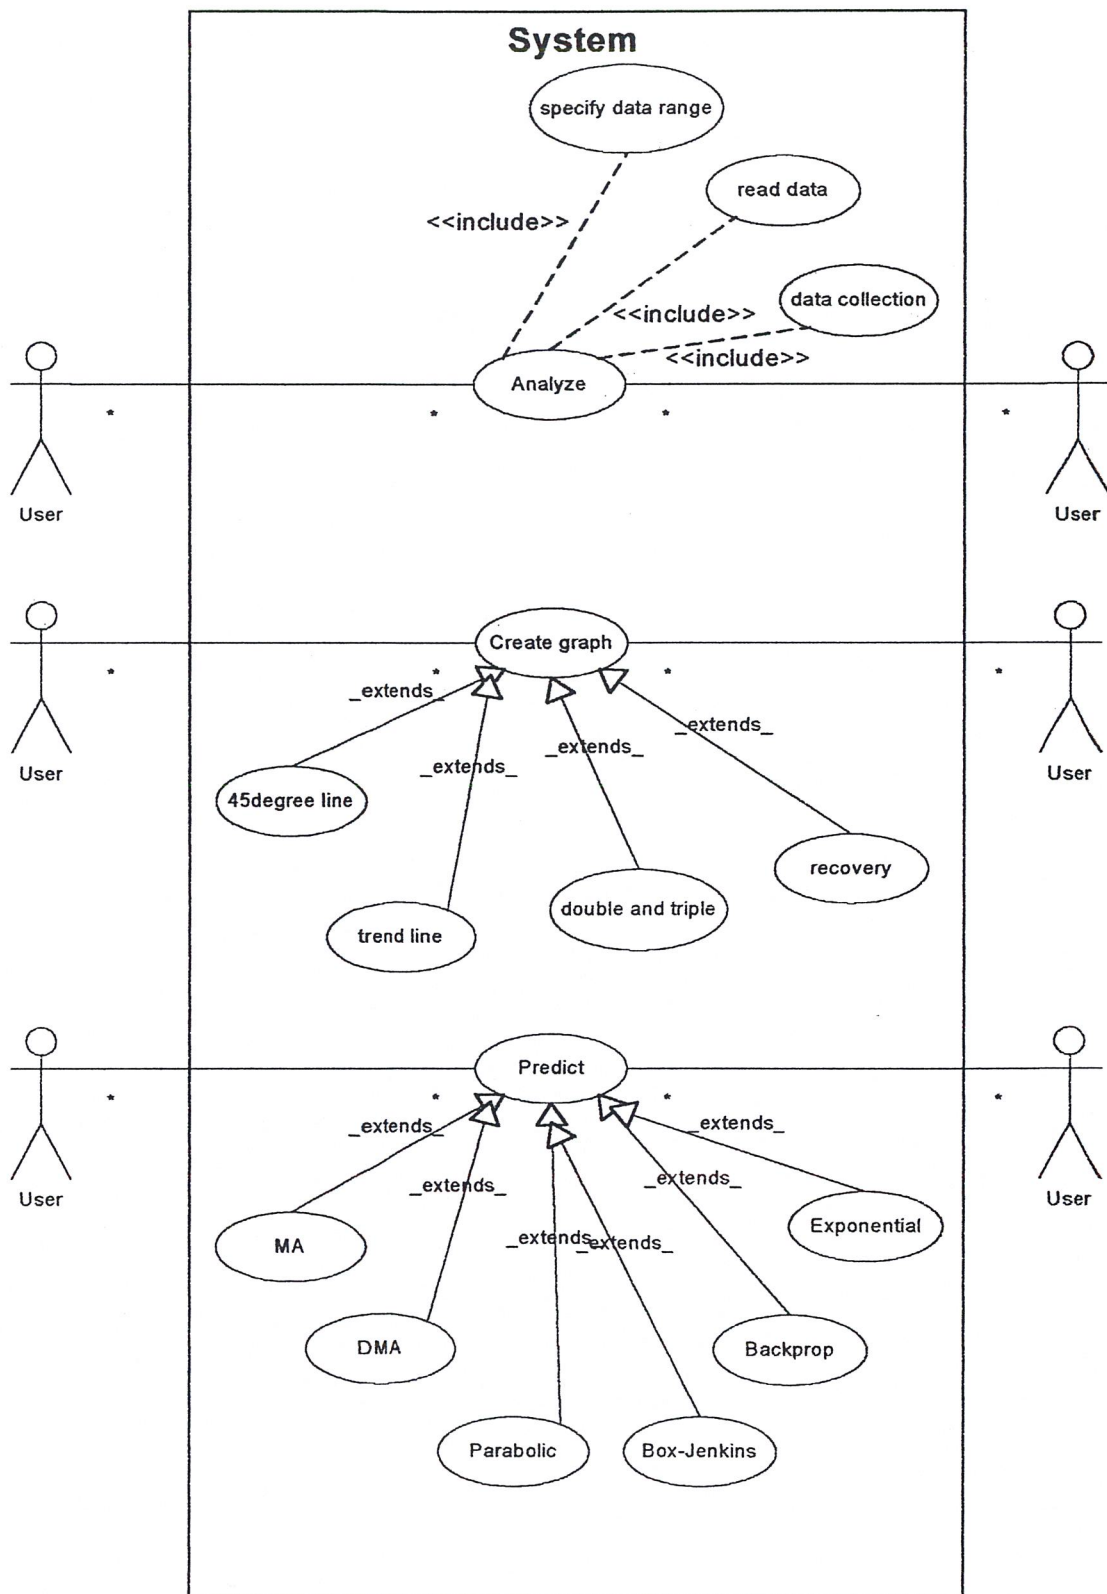 System
specify data range
read data
<<include>>
data collection
<<include>>
<<include>>
Analyze
* * * *
User User
Create graph
* * * *
_extends_
_extends_
_extends_
_extends_
User User
45degree line
recovery
double and triple
trend line
Predict
* * * *
_extends_ _extends_
_extends_ _extends_
User User
Exponential
_extends_ _extends_
MA
DMA Backprop
Parabolic Box-Jenkins